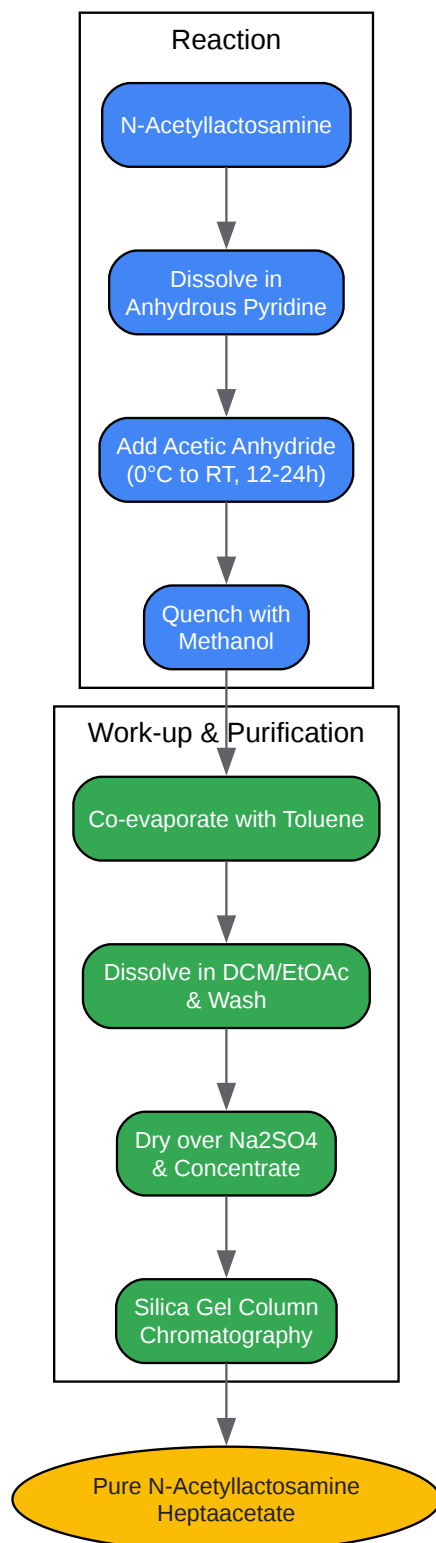 Reaction
N-Acetyllactosamine
Dissolve in
Anhydrous Pyridine
Add Acetic Anhydride
(0°C to RT, 12-24h)
Quench with
Methanol
Work-up & Purification
Co-evaporate with Toluene
Dissolve in DCM/EtOAc
& Wash
Dry over Na2SO4
& Concentrate
Silica Gel Column
Chromatography
Pure N-Acetyllactosamine
Heptaacetate